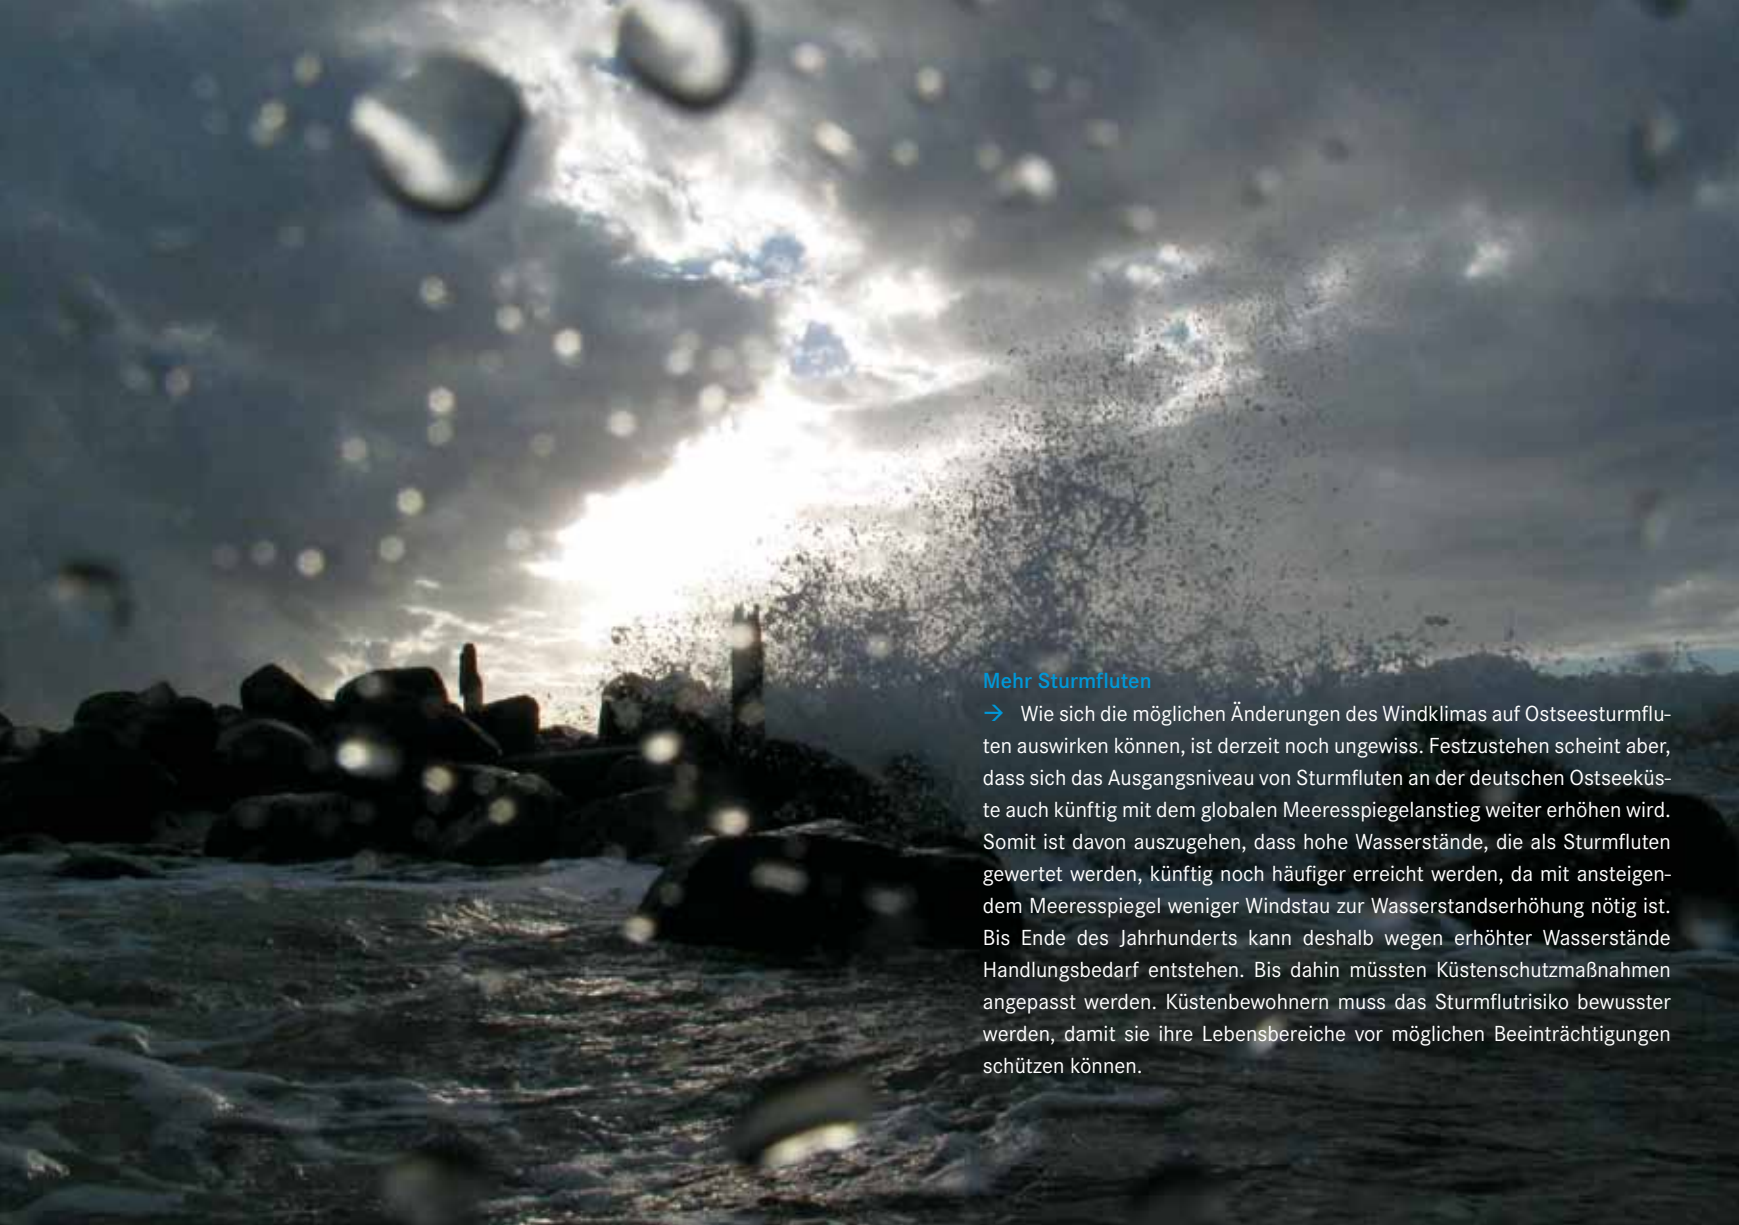 Mehr Sturmfluten
→ Wie sich die möglichen Änderungen des Windklimas auf Ostseesturmflu-
ten auswirken können, ist derzeit noch ungewiss. Festzustehen scheint aber,
dass sich das Ausgangsniveau von Sturmfluten an der deutschen Ostseeküs-
te auch künftig mit dem globalen Meeresspiegelanstieg weiter erhöhen wird.
Somit ist davon auszugehen, dass hohe Wasserstände, die als Sturmfluten
gewertet werden, künftig noch häufiger erreicht werden, da mit ansteigen-
dem Meeresspiegel weniger Windstau zur Wasserstandserhöhung nötig ist.
Bis Ende des Jahrhunderts kann deshalb wegen erhöhter Wasserstände
Handlungsbedarf entstehen. Bis dahin müssten Küstenschutzmaßnahmen
angepasst werden. Küstenbewohnern muss das Sturmflutrisiko bewusster
werden, damit sie ihre Lebensbereiche vor möglichen Beeinträchtigungen
schützen können.